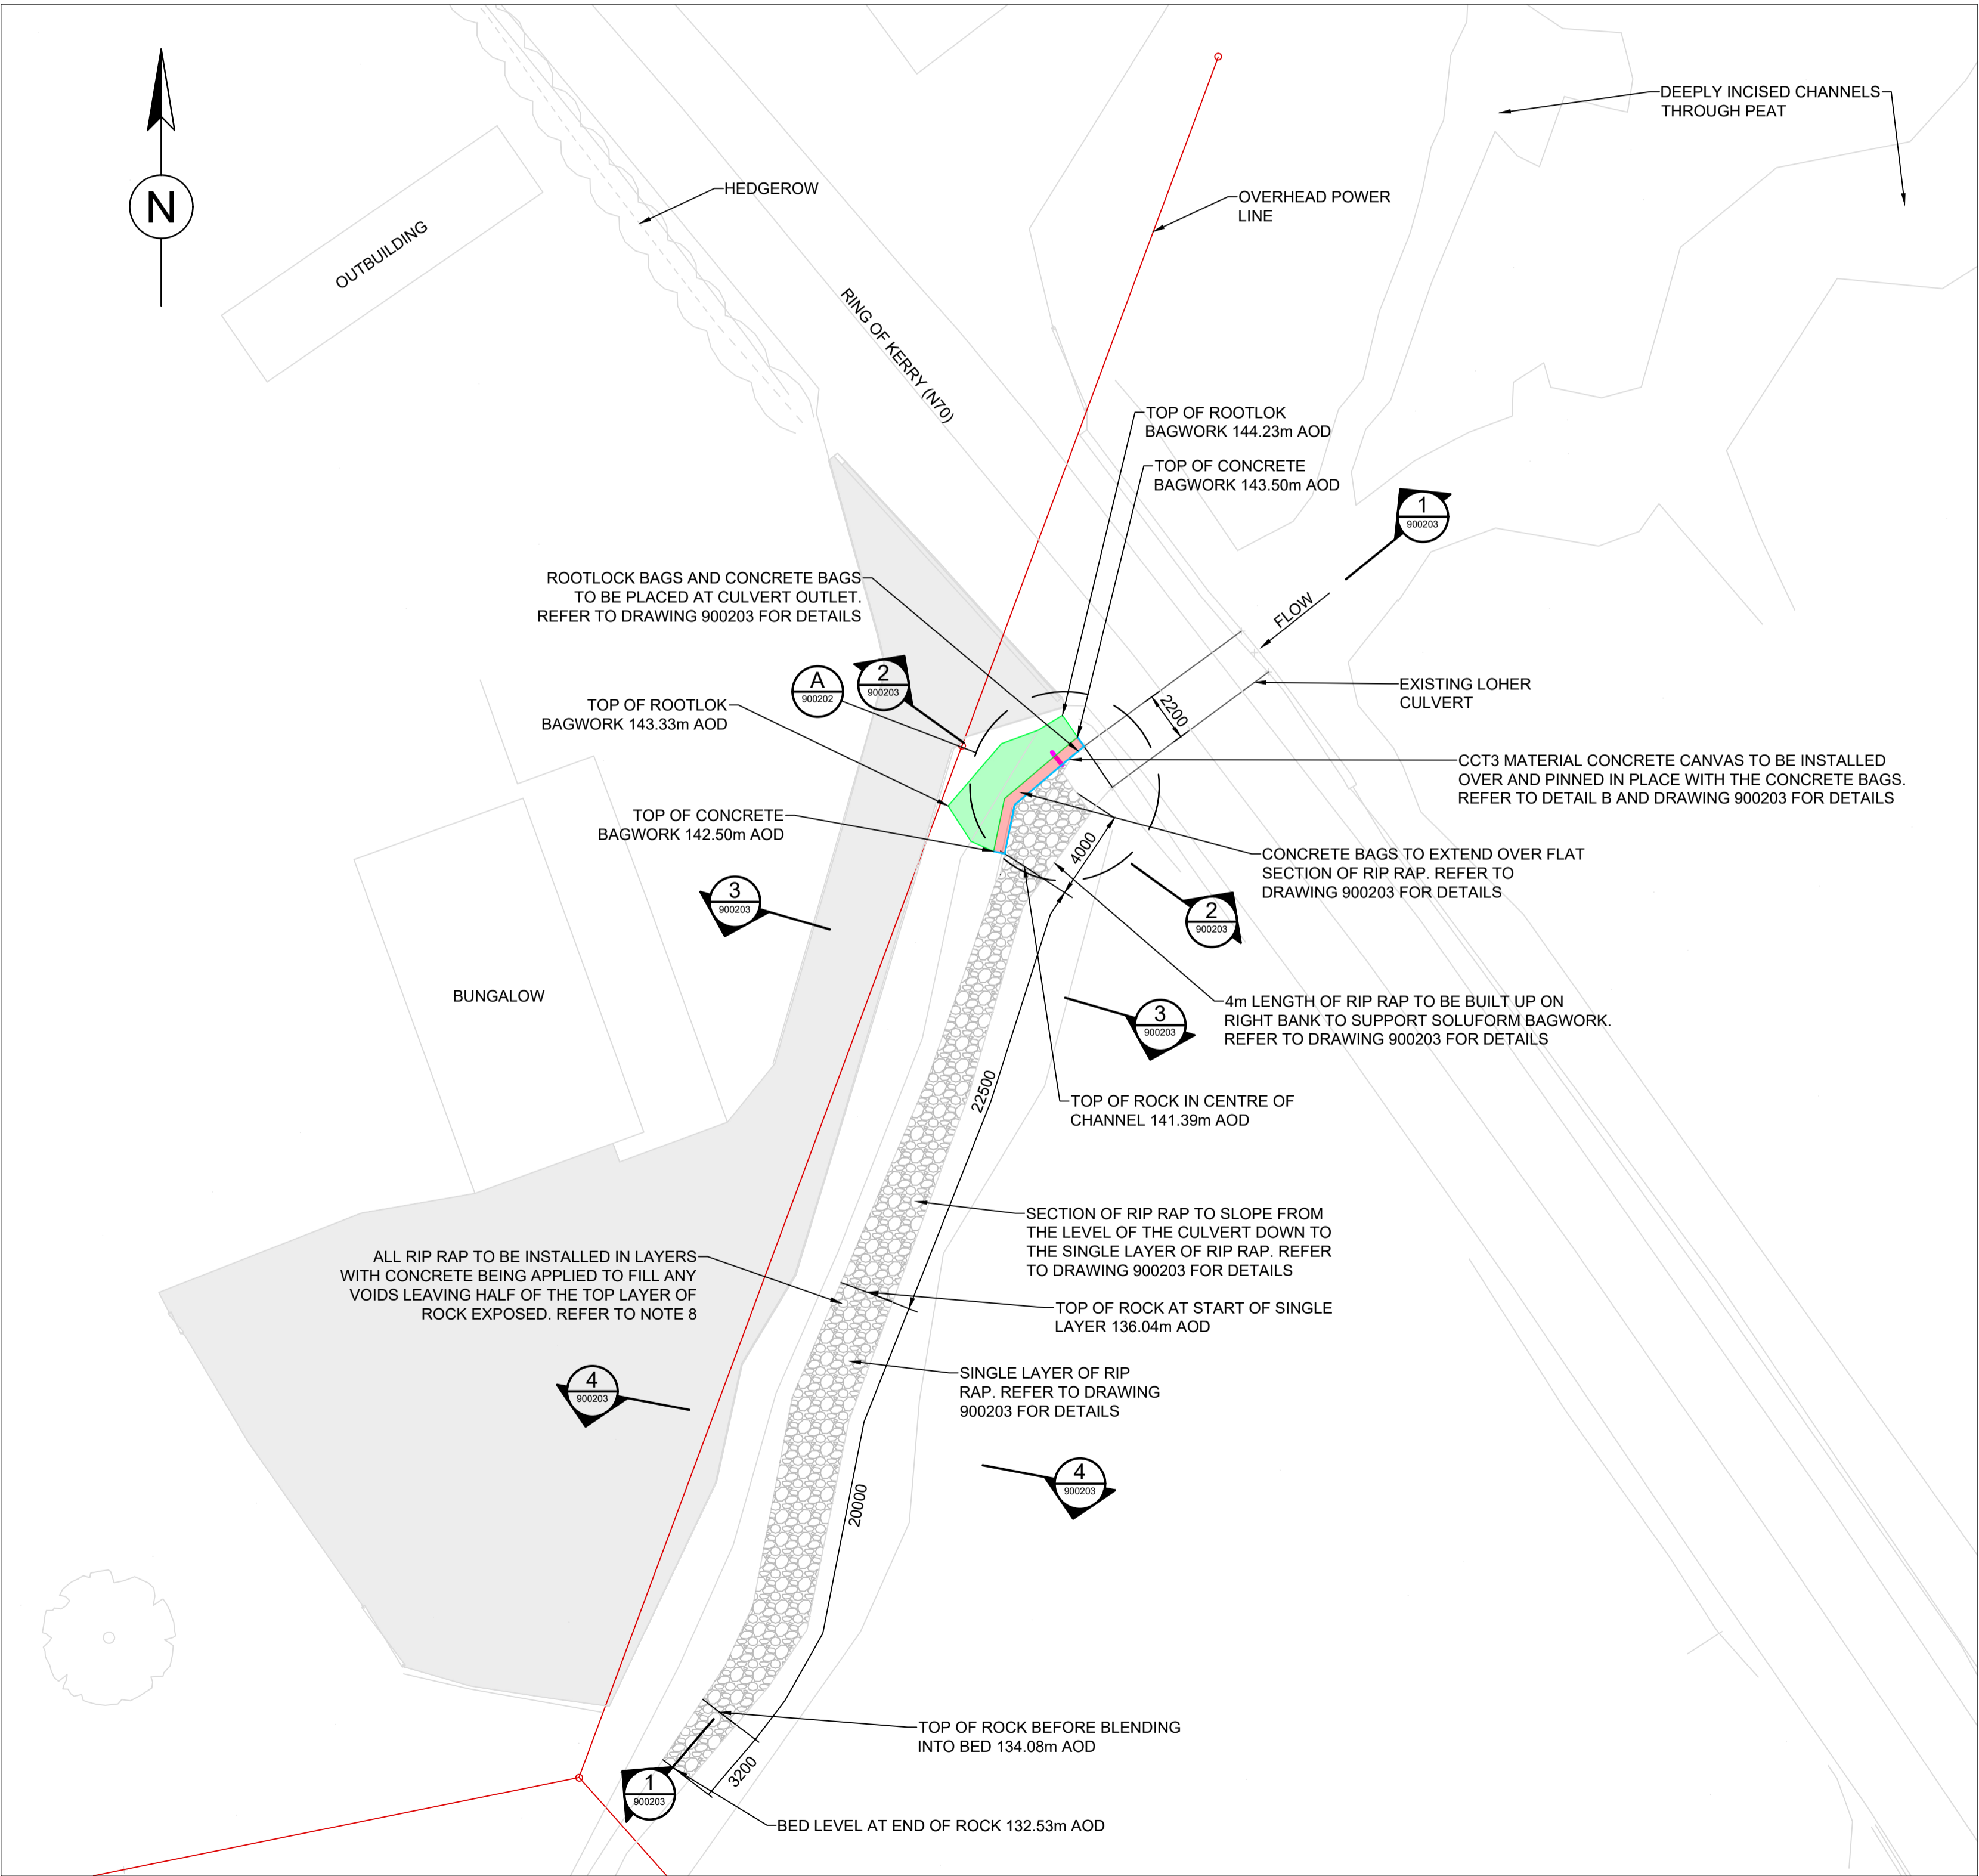 DEEPLY INCISED CHANNELS
THROUGH PEAT
HEDGEROW
OVERHEAD POWER
LINE
N
OUTBUILDING
RING OF KERRY (N70)
TOP OF ROOTLOK
BAGWORK 144.23m AOD
TOP OF CONCRETE
BAGWORK 143.50m AOD
1
900203
ROOTLOCK BAGS AND CONCRETE BAGS
TO BE PLACED AT CULVERT OUTLET.
REFER TO DRAWING 900203 FOR DETAILS
FLOW
A
900202
2
900203
EXISTING LOHER
CULVERT
2200
TOP OF ROOTLOK
BAGWORK 143.33m AOD
CCT3 MATERIAL CONCRETE CANVAS TO BE INSTALLED
OVER AND PINNED IN PLACE WITH THE CONCRETE BAGS.
REFER TO DETAIL B AND DRAWING 900203 FOR DETAILS
TOP OF CONCRETE
BAGWORK 142.50m AOD
4000
CONCRETE BAGS TO EXTEND OVER FLAT
SECTION OF RIP RAP. REFER TO
DRAWING 900203 FOR DETAILS
3
900203
2
900203
BUNGALOW
4m LENGTH OF RIP RAP TO BE BUILT UP ON
RIGHT BANK TO SUPPORT SOLUFORM BAGWORK.
REFER TO DRAWING 900203 FOR DETAILS
3
900203
22500
TOP OF ROCK IN CENTRE OF
CHANNEL 141.39m AOD
SECTION OF RIP RAP TO SLOPE FROM
THE LEVEL OF THE CULVERT DOWN TO
THE SINGLE LAYER OF RIP RAP. REFER
TO DRAWING 900203 FOR DETAILS
ALL RIP RAP TO BE INSTALLED IN LAYERS
WITH CONCRETE BEING APPLIED TO FILL ANY
VOIDS LEAVING HALF OF THE TOP LAYER OF
ROCK EXPOSED. REFER TO NOTE 8
TOP OF ROCK AT START OF SINGLE
LAYER 136.04m AOD
SINGLE LAYER OF RIP
RAP. REFER TO DRAWING
900203 FOR DETAILS
4
900203
4
900203
20000
TOP OF ROCK BEFORE BLENDING
INTO BED 134.08m AOD
3200
1
900203
BED LEVEL AT END OF ROCK 132.53m AOD